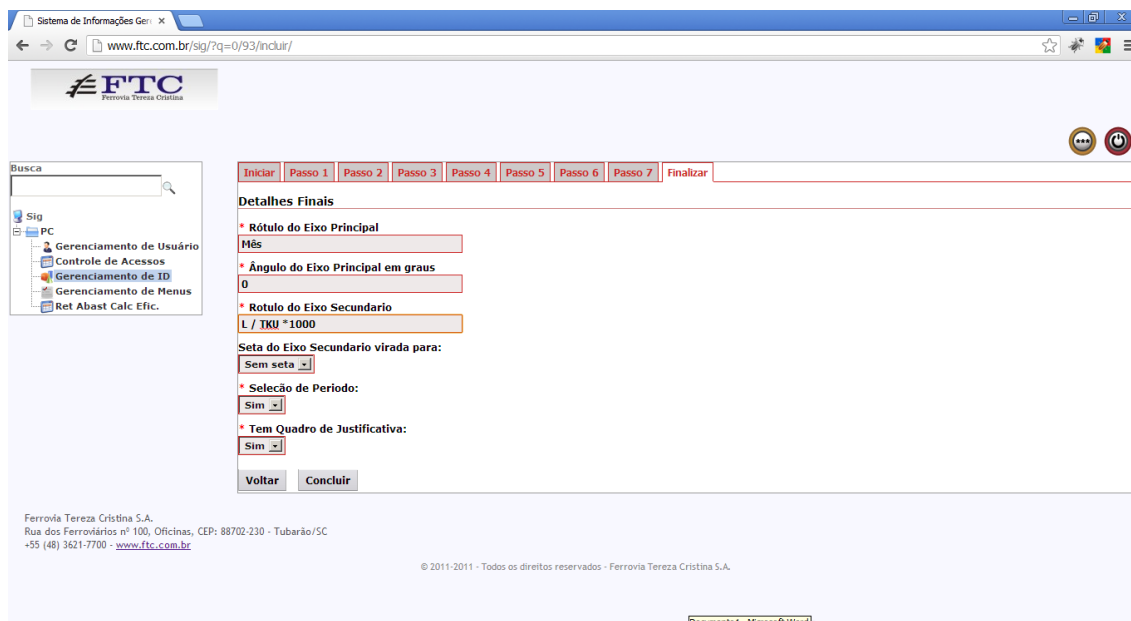 Sistema de Informações Ger
www.ftc.com.br/sig/?q=0/93/incluir/
FTC
Ferrovia Tereza Cristina
Busca
Sig
PC
Gerenciamento de Usuário
Controle de Acessos
Gerenciamento de ID
Gerenciamento de Menus
Ret Abast Calc Efic.
Iniciar Passo 1 Passo 2 Passo 3 Passo 4 Passo 5 Passo 6 Passo 7 Finalizar
Detalhes Finais
* Rótulo do Eixo Principal
Mês
* Ângulo do Eixo Principal em graus
0
* Rotulo do Eixo Secundario
L / TKU *1000
Seta do Eixo Secundario virada para:
Sem seta
* Selecão de Periodo:
Sim
* Tem Quadro de Justificativa:
Sim
Voltar Concluir
Ferrovia Tereza Cristina S.A.
Rua dos Ferroviários nº 100, Oficinas, CEP: 88702-230 - Tubarão/SC
+55 (48) 3621-7700 - www.ftc.com.br
© 2011-2011 - Todos os direitos reservados - Ferrovia Tereza Cristina S.A.